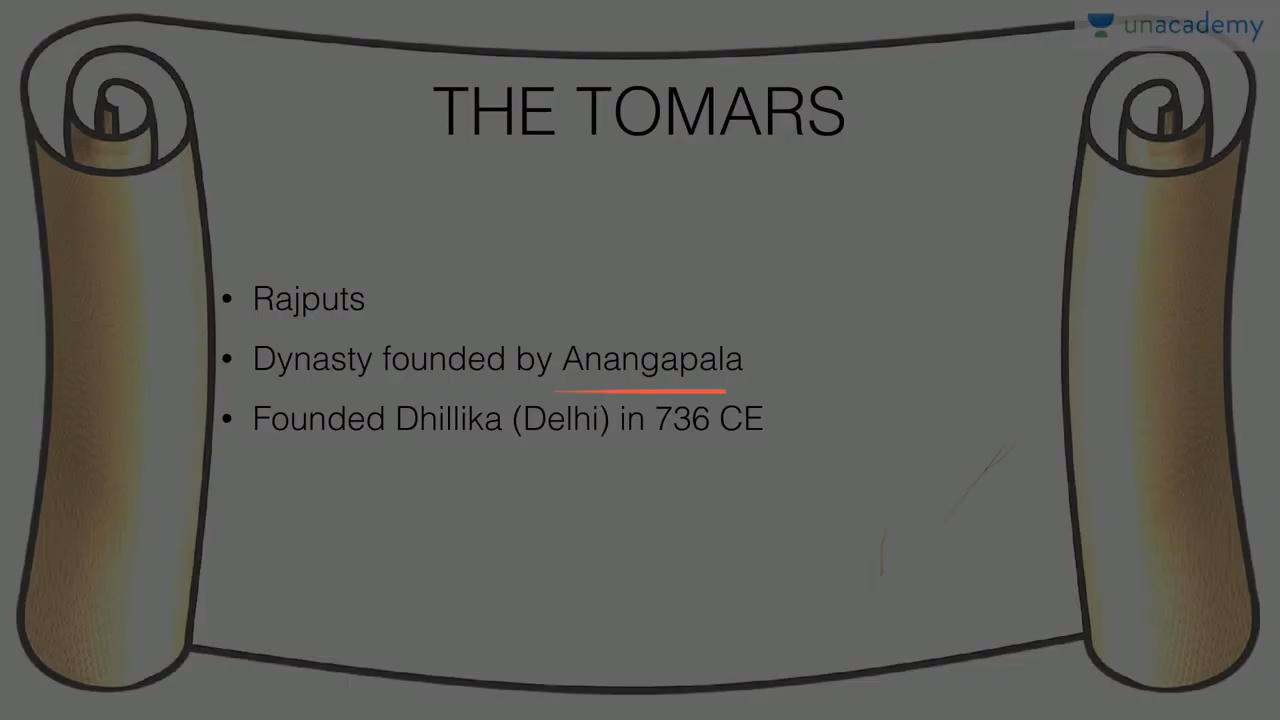 unacademy
THE TOMARS
• Rajputs
• Dynasty founded by Anangapala
• Founded Dhillika (Delhi) in 736 CE